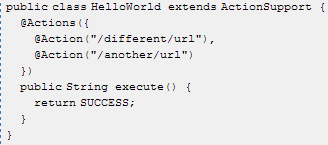 public class HelloWorld extends ActionSupport {
  @Actions({
    @Action("/different/url"),
    @Action("/another/url")
  })
  public String execute() {
    return SUCCESS;
  }
}